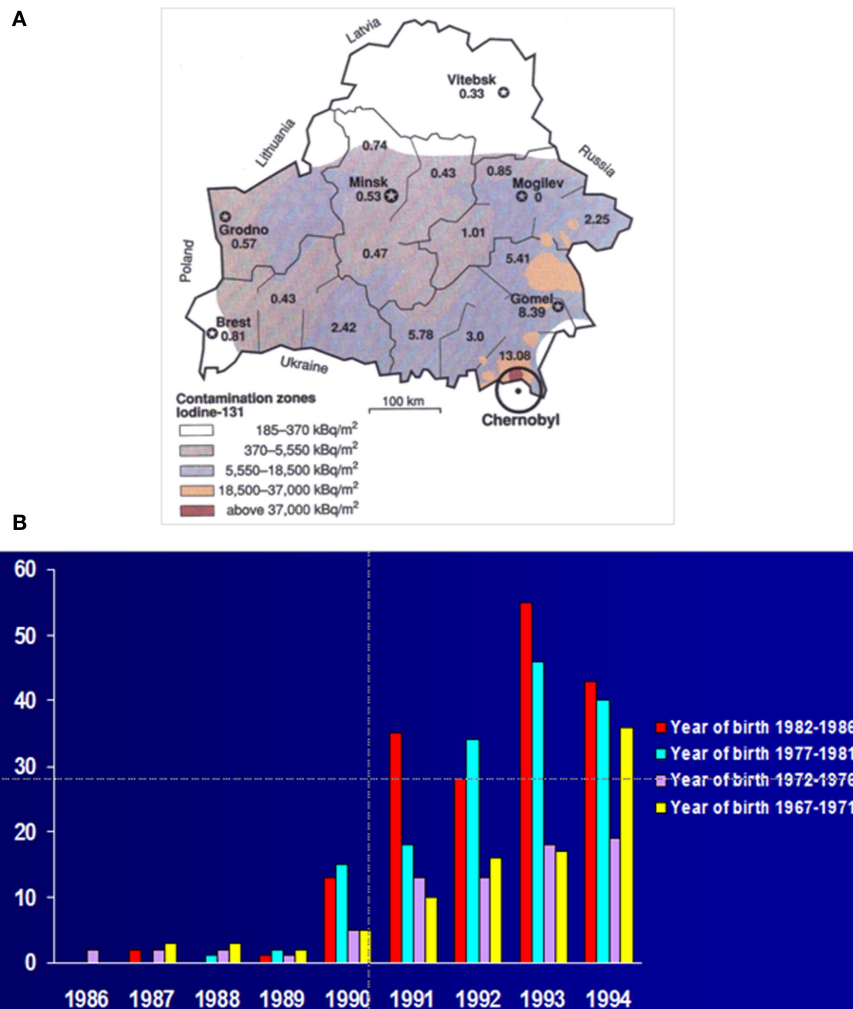 A
Latvia
Vitebsk
0.33
Lithuania
Russia
0.74
0.43
0.85
Minsk
0.53
Mogilev
0
2.25
Grodno
0.57
1.01
Poland
0.47
5.41
0.43
Gomel
8.39
Brest
0.81
2.42
5.78
3.0
13.08
Ukraine
Contamination zones
Iodine-131
100 km
Chernobyl
185–370 kBq/m²
370–5,550 kBq/m²
5,550–18,500 kBq/m²
18,500–37,000 kBq/m²
above 37,000 kBq/m²
B
60
50
40
30
20
10
0
1986 1987 1988 1989 1990 1991 1992 1993 1994
Year of birth 1982-1986
Year of birth 1977-1981
Year of birth 1972-1976
Year of birth 1967-1971